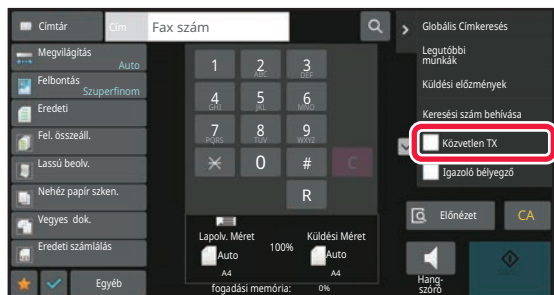 Címtár
Cím
Fax szám
Globális Címkeresés
Megvilágítás
Auto
Legutóbbi
munkák
Felbontás
Szuperfinom
Küldési előzmények
Eredeti
Keresési szám behívása
Fel. összeáll.
Közvetlen TX
Lassú beolv.
Igazoló bélyegző
Nehéz papír szken.
Vegyes dok.
Eredeti számlálás
Egyéb
1
2
ABC
3
DEF
4
GHI
5
JKL
6
MNO
7
PQRS
8
TUV
9
WXYZ
0
#
C
R
Előnézet
CA
Lapolv. Méret
Küldési Méret
100%
Auto
Auto
A4
A4
fogadási memória:
0%
Hang-
szóró